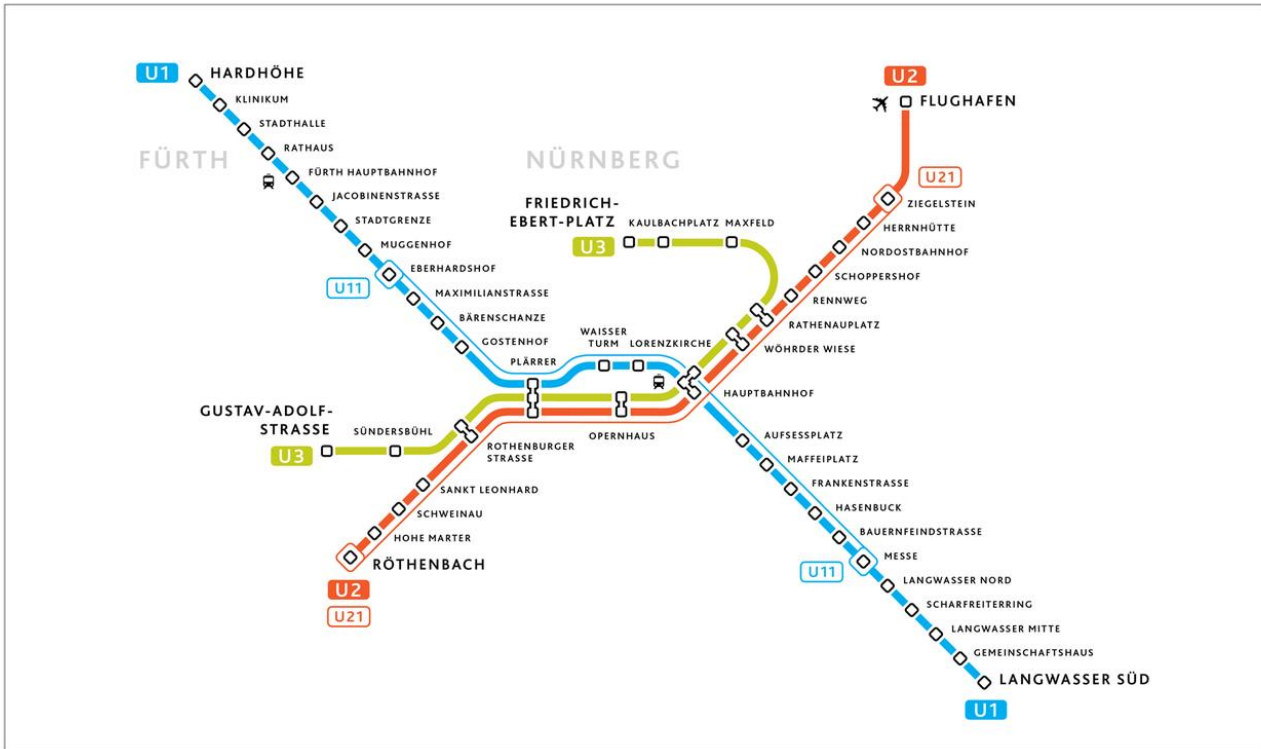 U1
HARDHÖHE
KLINIKUM
STADTHALLE
RATHAUS
FÜRTH HAUPTBAHNHOF
JACOBINENSTRASSE
STADTGRENZE
MUGGENHOF
EBERHARDSHOF
U11
MAXIMILIANSTRASSE
BÄRENSCHANZE
GOSTENHOF
PLÄRRER
WAISSER
TURM
LORENZKIRCHE
FÜRTH
NÜRNBERG
FRIEDRICH-
EBERT-PLATZ
U3
KAULBACHPLATZ
MAXFELD
U2
FLUGHAFEN
U21
ZIEGELSTEIN
HERRNHÜTTE
NORDOSTBAHNHOF
SCHOPPERSHOF
RENNWEG
RATHENAUPLATZ
WÖHRDER WIESE
HAUPTBAHNHOF
GUSTAV-ADOLF-
STRASSE
U3
SÜNDERSBÜHL
ROTHENBURGER
STRASSE
OPERNHAUS
SANKT LEONHARD
SCHWEINAU
HOHE MARTER
RÖTHENBACH
U2
U21
AUFSESSPLATZ
MAFFEIPLATZ
FRANKENSTRASSE
HASENBUCK
BAUERNFEINDSTRASSE
MESSE
U11
LANGWASSER NORD
SCHARFREITERRING
LANGWASSER MITTE
GEMEINSCHAFTSHAUS
LANGWASSER SÜD
U1